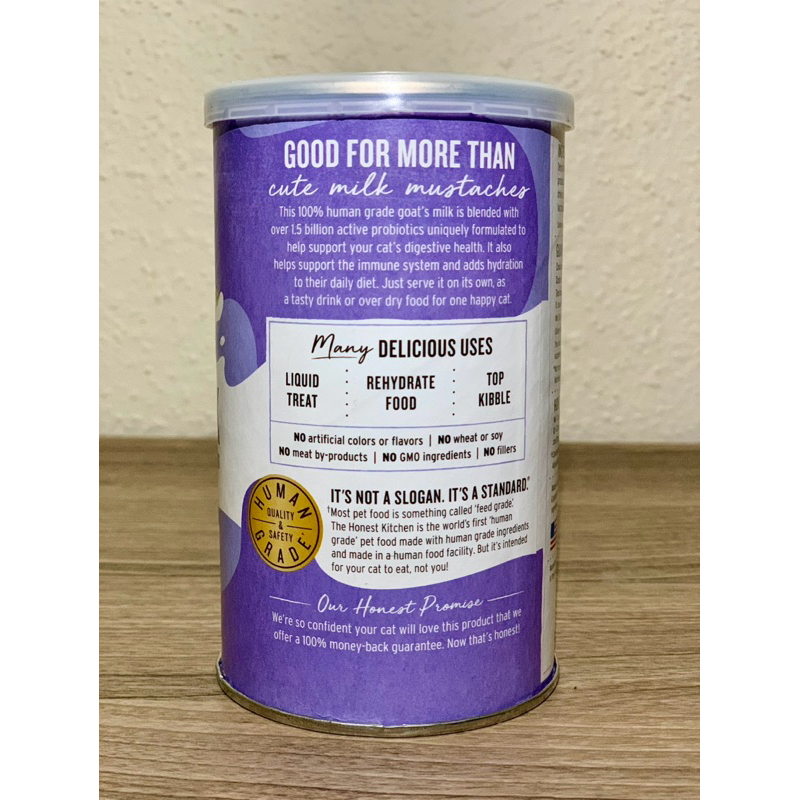 GOOD FOR MORE THAN
cute milk mustaches
This 100% human grade goat's milk is blended with
over 1.5 billion active probiotics uniquely formulated to
help support your cat's digestive health. It also
helps support the immune system and adds hydration
to their daily diet. Just serve it on its own, as
a tasty drink or over dry food for one happy cat.
Many DELICIOUS USES
LIQUID
TREAT
REHYDRATE
FOOD
TOP
KIBBLE
NO artificial colors or flavors | NO wheat or soy
NO meat by-products | NO GMO ingredients | NO fillers
HUMAN
QUALITY
&
SAFETY
GRADE
IT'S NOT A SLOGAN. IT'S A STANDARD.†
†Most pet food is something called 'feed grade'.
The Honest Kitchen is the world's first 'human
grade' pet food made with human grade ingredients
and made in a human food facility. But it's intended
for your cat to eat, not you!
Our Honest Promise
We're so confident your cat will love this product that we
offer a 100% money-back guarantee. Now that's honest!